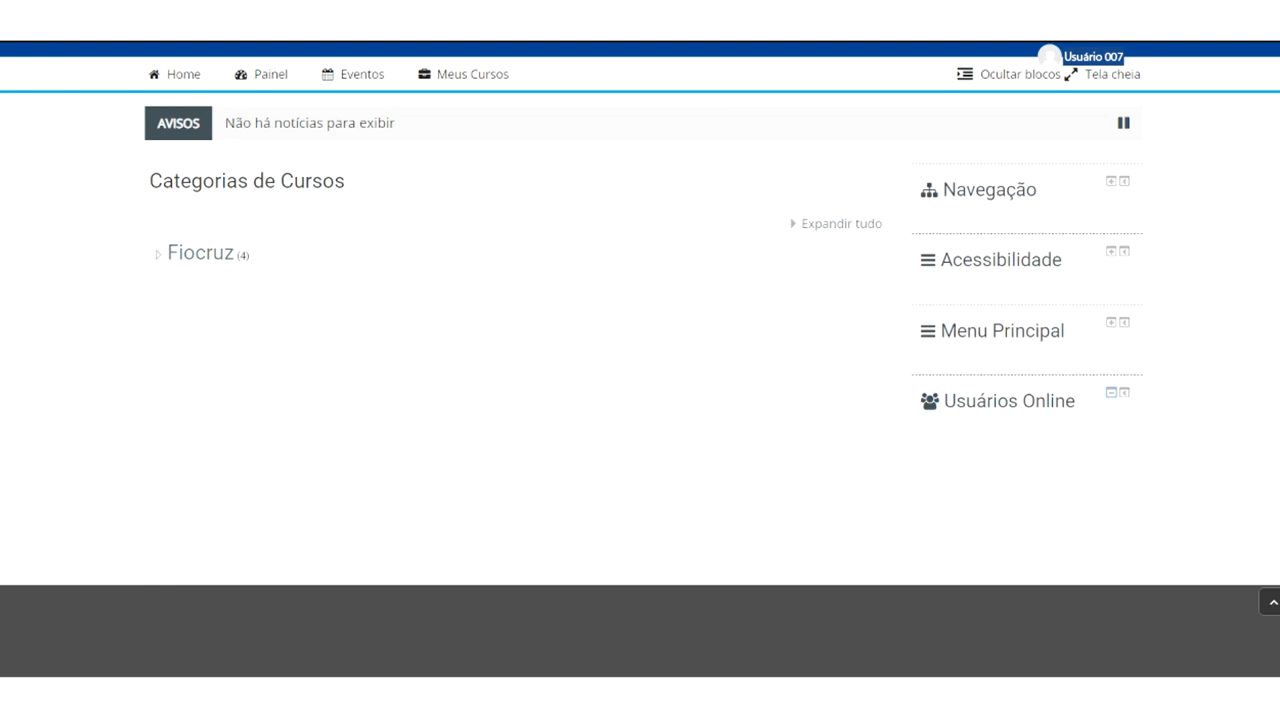 Usuário 007
Home Painel Eventos Meus Cursos Ocultar blocos Tela cheia
AVISOS Não há notícias para exibir
Categorias de Cursos
Expandir tudo
Fiocruz (4)
Navegação
Acessibilidade
Menu Principal
Usuários Online